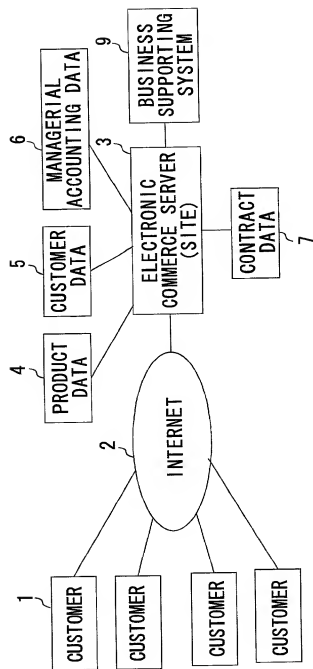 1
CUSTOMER
CUSTOMER
CUSTOMER
CUSTOMER
2
INTERNET
4
PRODUCT
DATA
5
CUSTOMER
DATA
6
MANAGERIAL
ACCOUNTING DATA
3
ELECTRONIC
COMMERCE SERVER
(SITE)
9
BUSINESS
SUPPORTING
SYSTEM
CONTRACT
DATA
7